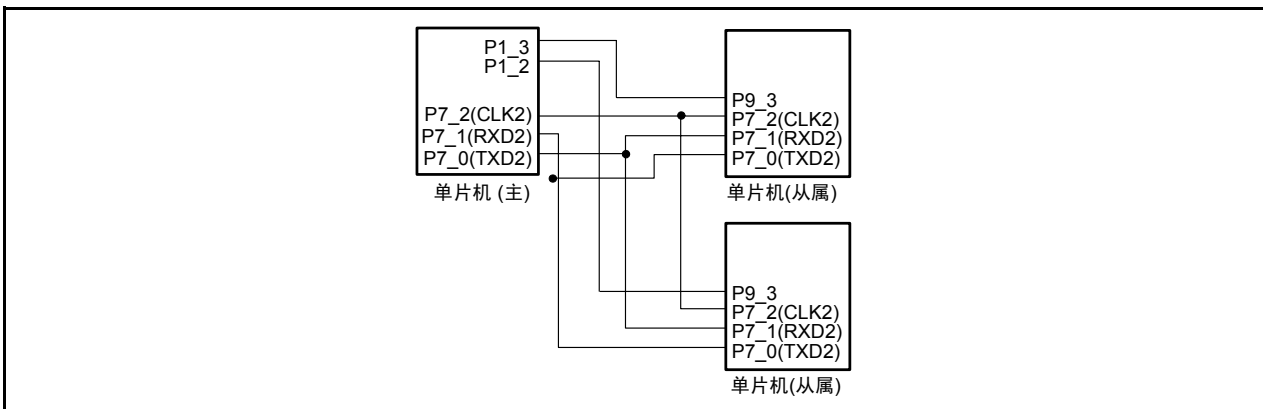 P1_3
P1_2
P7_2(CLK2)
P7_1(RXD2)
P7_0(TXD2)
单片机 (主)
P9_3
P7_2(CLK2)
P7_1(RXD2)
P7_0(TXD2)
单片机(从属)
P9_3
P7_2(CLK2)
P7_1(RXD2)
P7_0(TXD2)
单片机(从属)